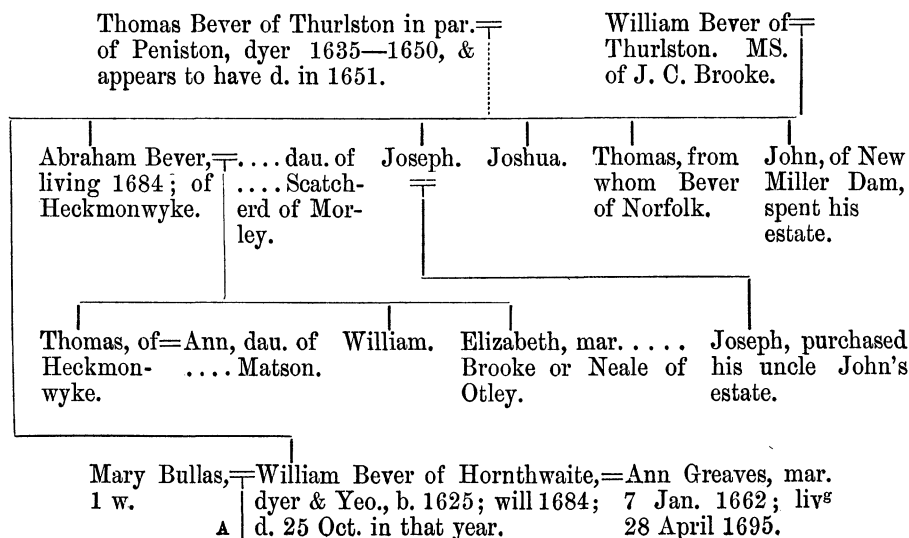 Thomas Bever of Thurlston in par.
of Peniston, dyer 1635—1650, &
appears to have d. in 1651.
William Bever of
Thurlston. MS.
of J. C. Brooke.
Abraham Bever,
living 1684; of
Heckmonwyke.
.... dau. of
.... Scatch-
erd of Mor-
ley.
Joseph.
Joshua.
Thomas, from
whom Bever
of Norfolk.
John, of New
Miller Dam,
spent his
estate.
Thomas, of=
Heckmon-
wyke.
Ann, dau. of
.... Matson.
William.
Elizabeth, mar.....
Brooke or Neale of
Otley.
Joseph, purchased
his uncle John's
estate.
Mary Bullas,
1 w.
William Bever of Hornthwaite,=
dyer & Yeo., b. 1625; will 1684;
A d. 25 Oct. in that year.
Ann Greaves, mar.
7 Jan. 1662; livg
28 April 1695.